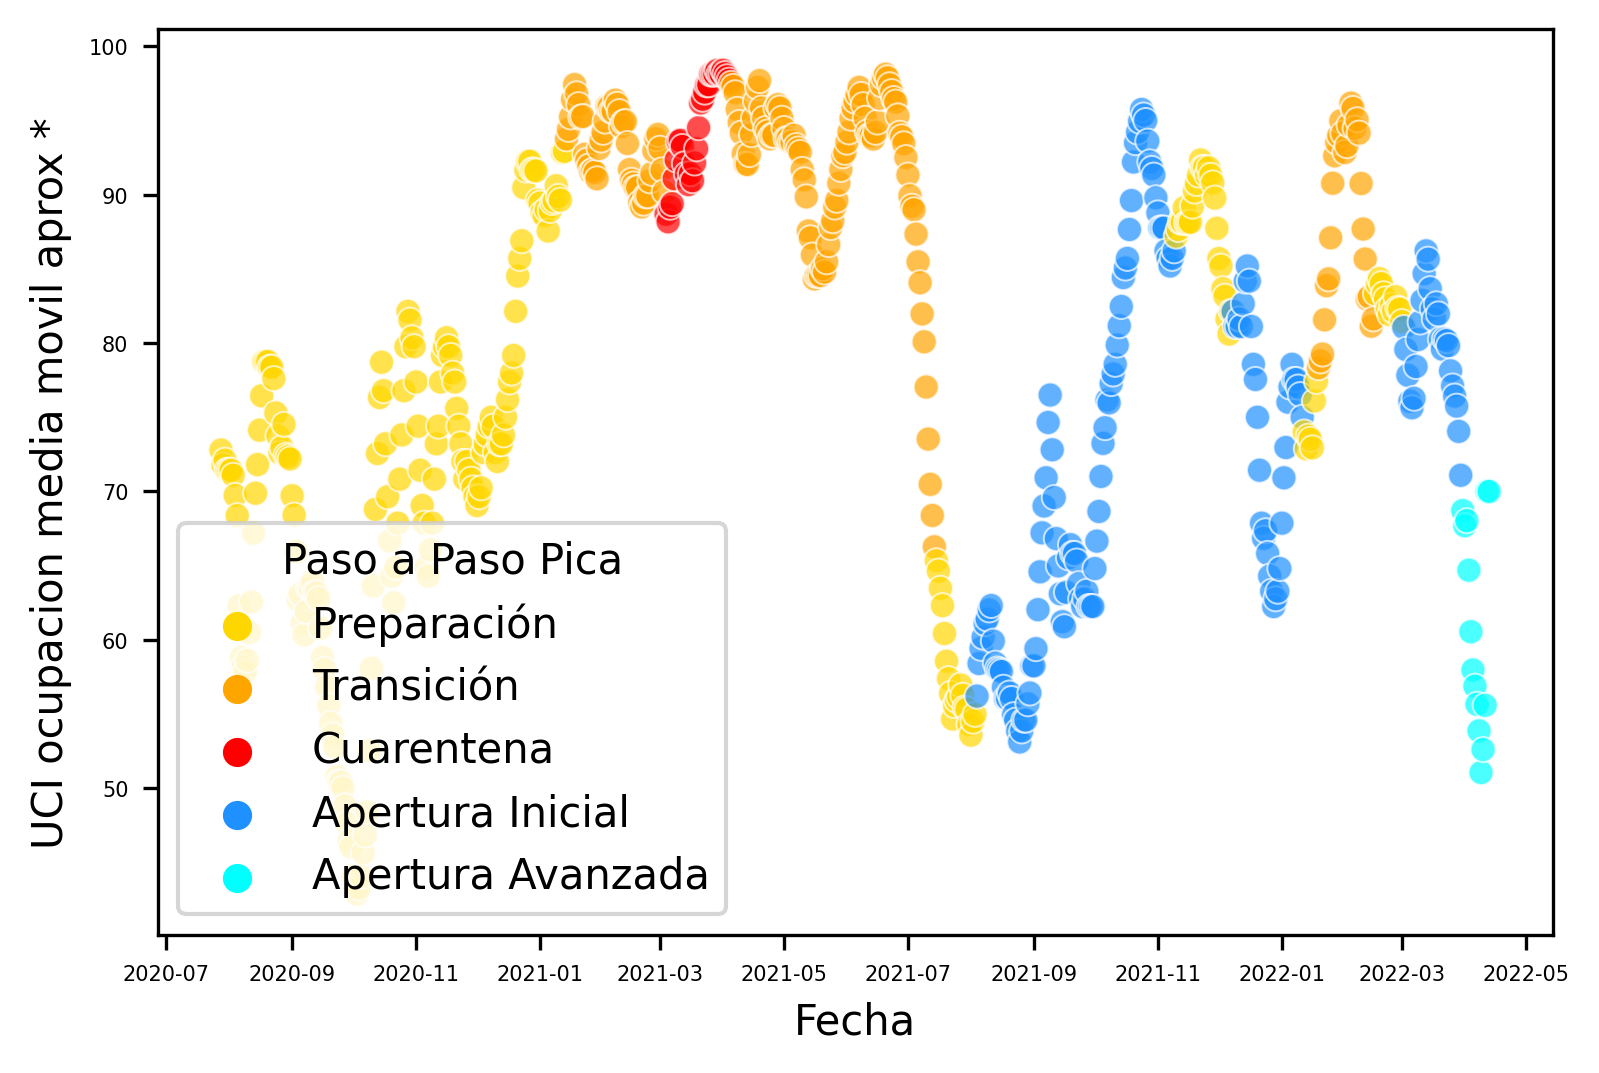 UCI ocupacion media movil aprox *
100
90
80
70
60
50
Paso a Paso Pica
Preparación
Transición
Cuarentena
Apertura Inicial
Apertura Avanzada
2020-07 2020-09 2020-11 2021-01 2021-03 2021-05 2021-07 2021-09 2021-11 2022-01 2022-03 2022-05
Fecha